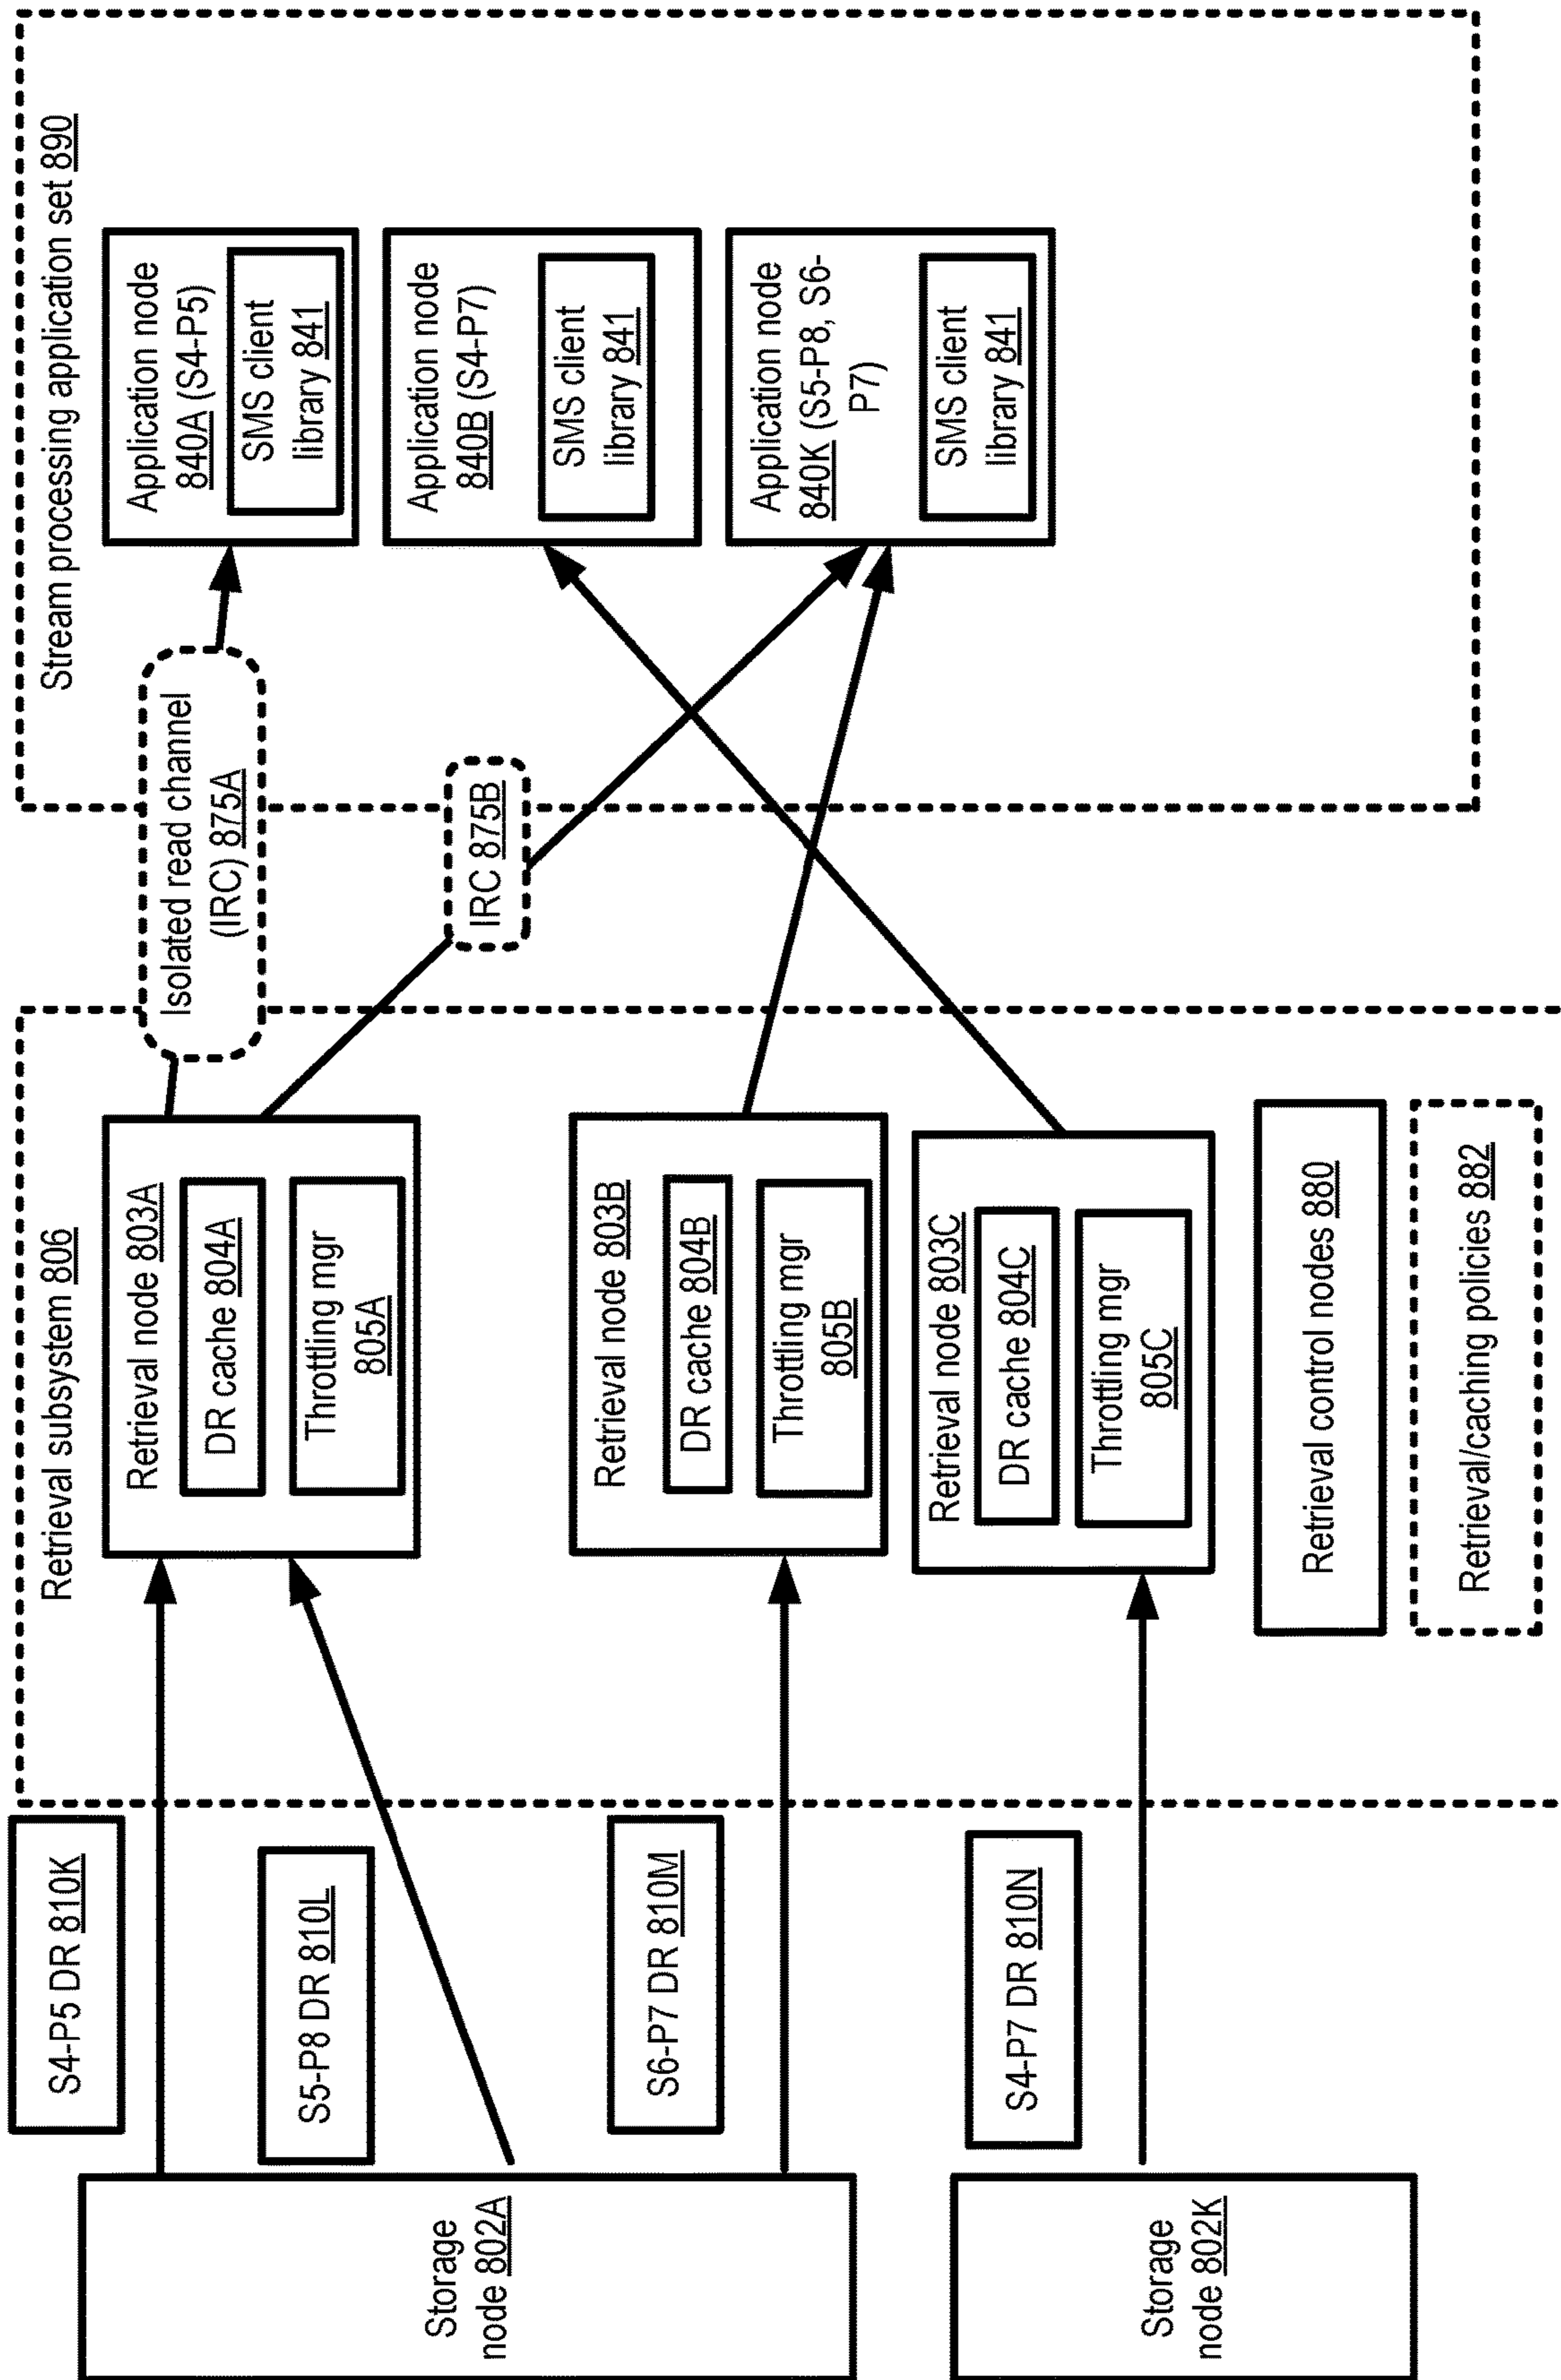 S4-P5 DR 810K
S5-P8 DR 810L
S6-P7 DR 810M
S4-P7 DR 810N
Storage
node 802A
Storage
node 802K
Retrieval subsystem 806
Retrieval node 803A
DR cache 804A
Throttling mgr
805A
Retrieval node 803B
DR cache 804B
Throttling mgr
805B
Retrieval node 803C
DR cache 804C
Throttling mgr
805C
Retrieval control nodes 880
Retrieval/caching policies 882
Isolated read channel
(IRC) 875A
IRC 875B
Stream processing application set 890
Application node
840A (S4-P5)
SMS client
library 841
Application node
840B (S4-P7)
SMS client
library 841
Application node
840K (S5-P8, S6-
P7)
SMS client
library 841